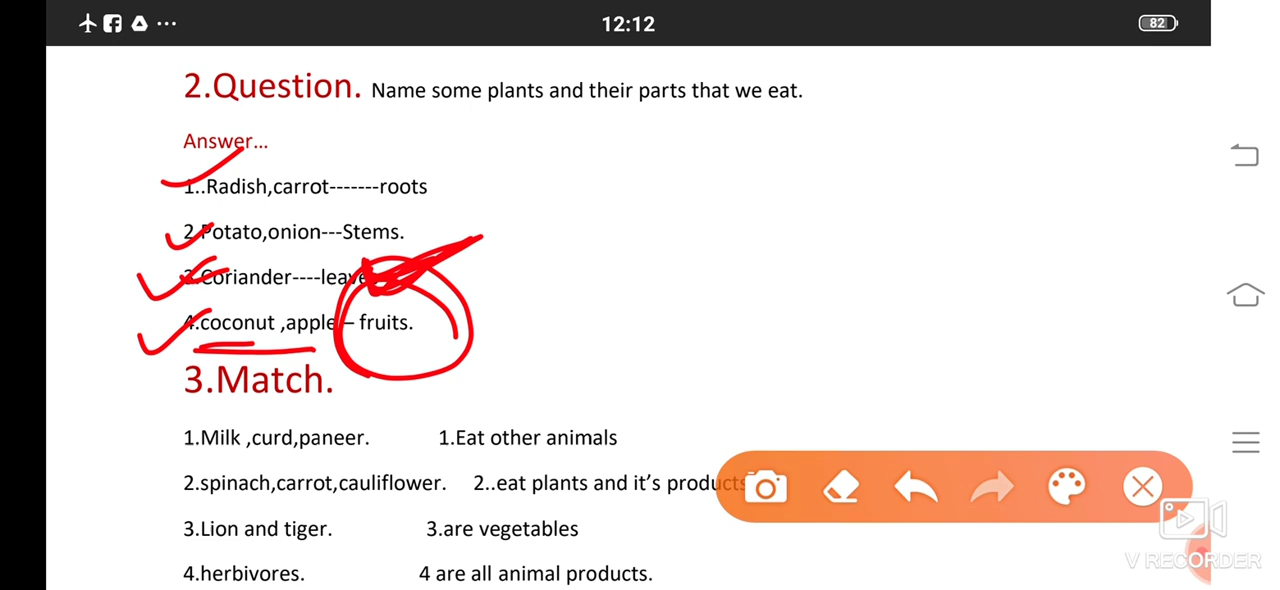 12:12
82
2.Question. Name some plants and their parts that we eat.
Answer...
1..Radish,carrot-------roots
2.Potato,onion---Stems.
3.Coriander----leaves
4.coconut ,apple – fruits.
3.Match.
1.Milk ,curd,paneer. 1.Eat other animals
2.spinach,carrot,cauliflower. 2..eat plants and it's products
3.Lion and tiger. 3.are vegetables
4.herbivores. 4 are all animal products.
V RECORDER